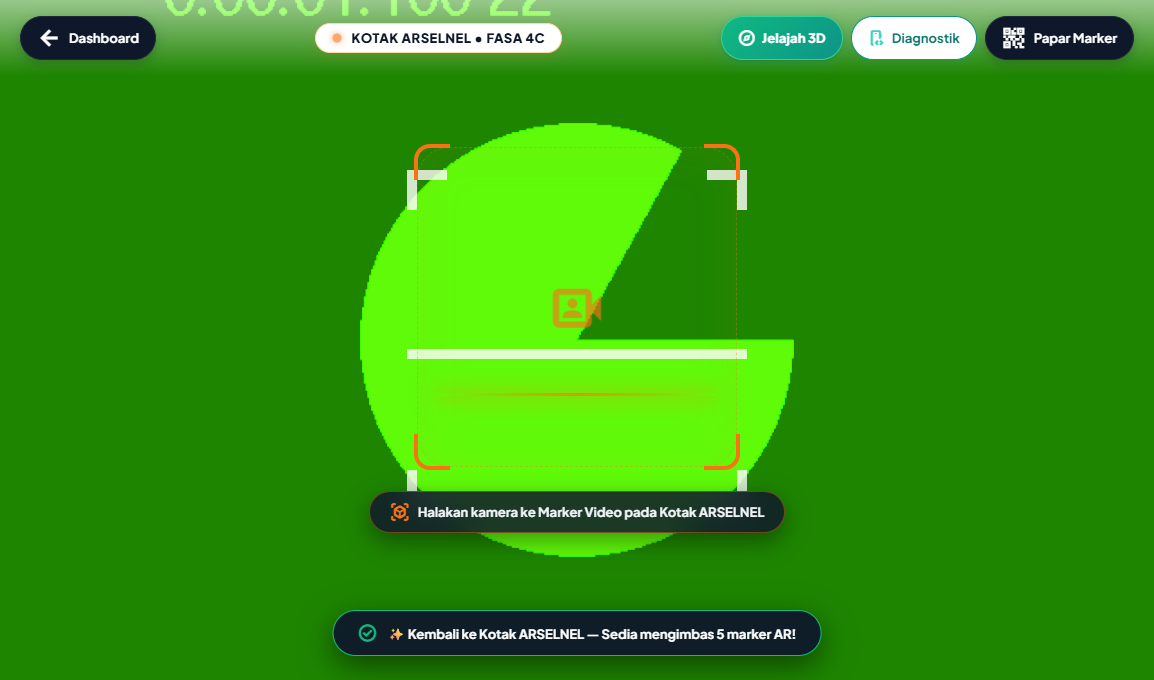 Dashboard
KOTAK ARSELNEL ● FASA 4C
Jelajah 3D
Diagnostik
Papar Marker
Halakan kamera ke Marker Video pada Kotak ARSELNEL
✨ Kembali ke Kotak ARSELNEL — Sedia mengimbas 5 marker AR!